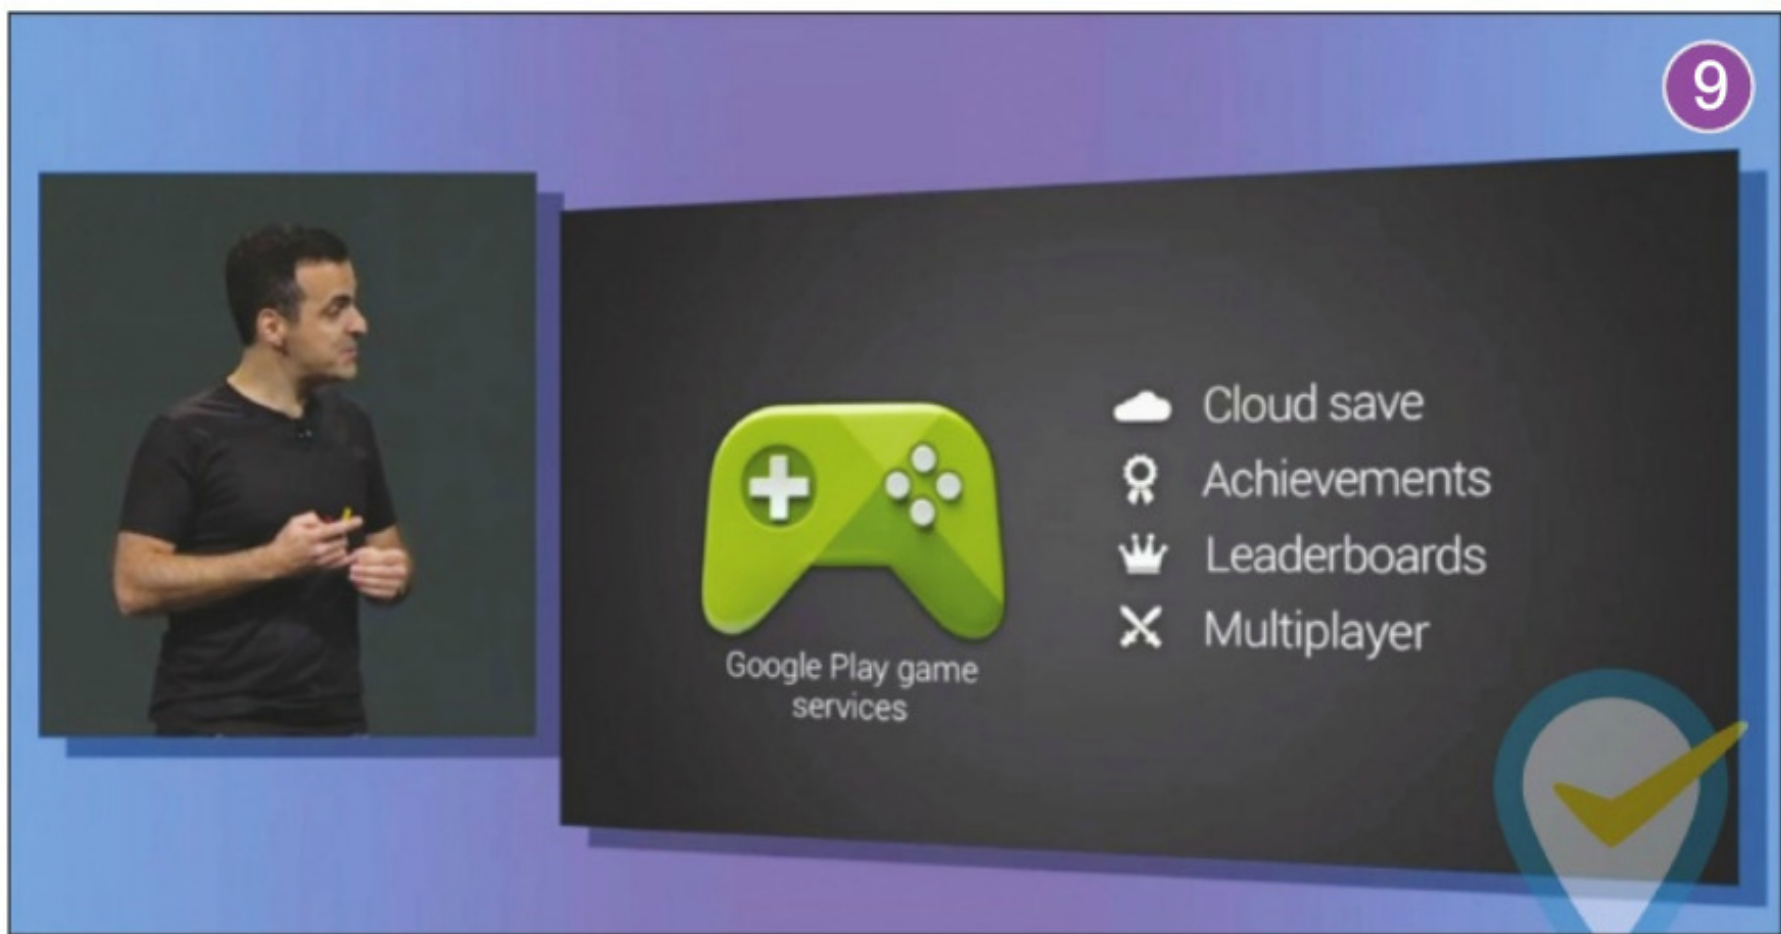 9
Cloud save
Achievements
Leaderboards
Multiplayer
Google Play game
services